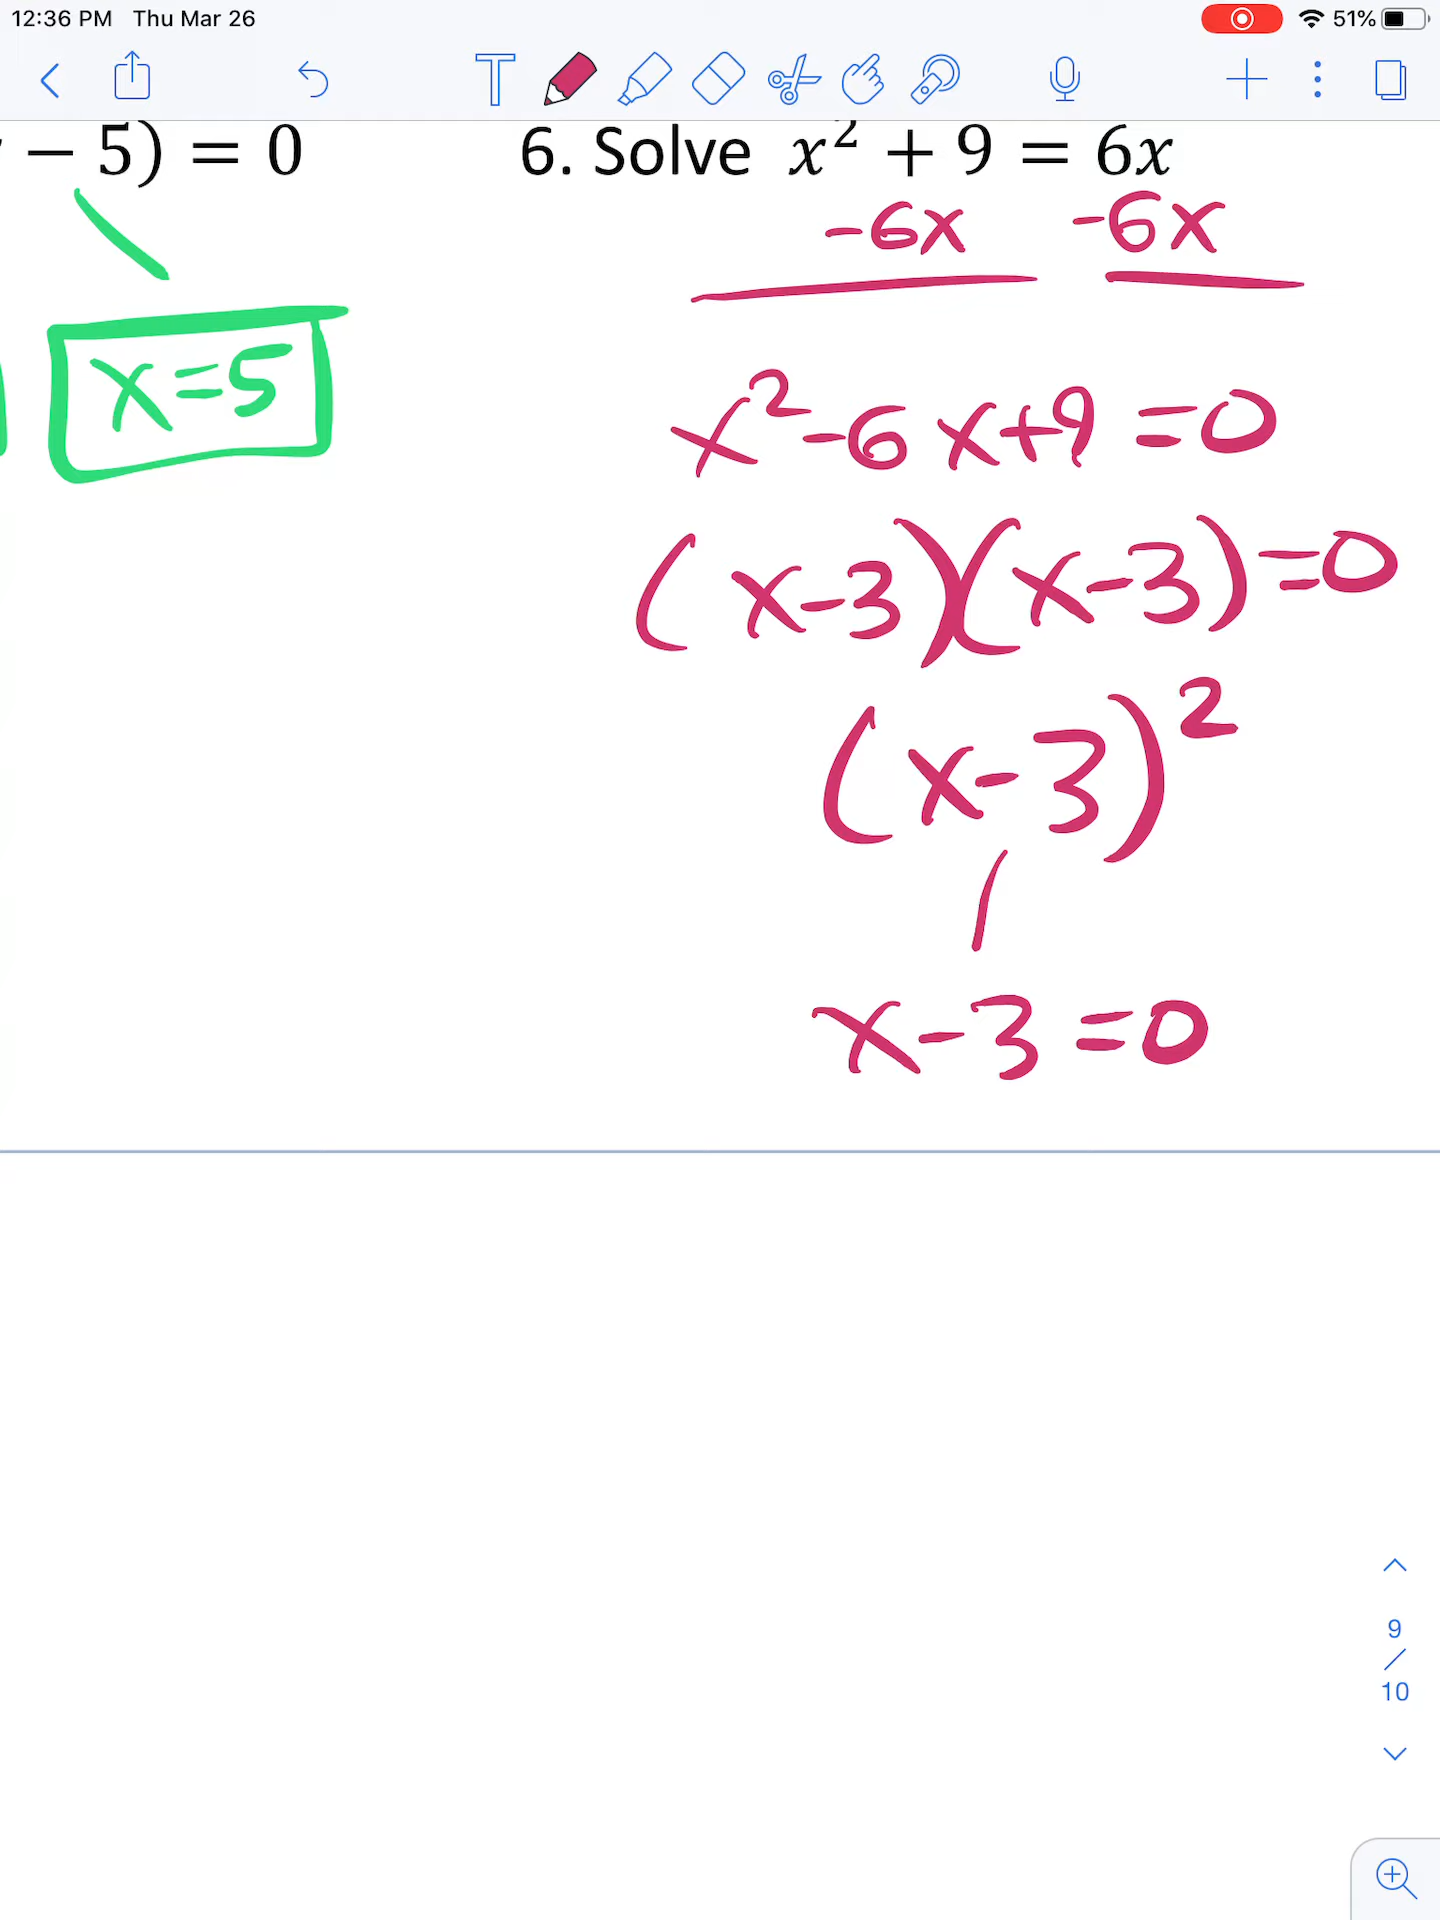 12:36 PM Thu Mar 26
51%
T
− 5) = 0
6. Solve x² + 9 = 6x
-6x -6x
x=5
x²-6x+9=0
(x-3)(x-3)=0
(x-3)²
x-3=0
9
/
10